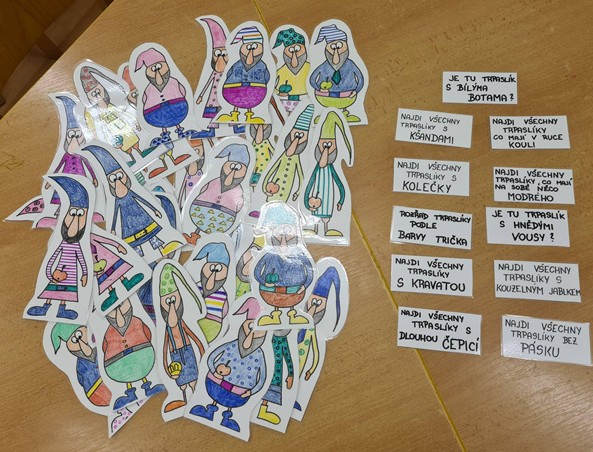 JE TU TRPASLÍK
S BÍLÝMA
BOTAMA?
NAJDI VŠECHNY
TRPASLÍKY S
KŠANDAMI
NAJDI VŠECHNY
TRPASLÍKY
CO MAJÍ V RUCE
KOULI
NAJDI VŠECHNY
TRPASLÍKY S
KOLEČKY
NAJDI VŠECHNY
TRPASLÍKY, CO MAJÍ
NA SOBĚ NĚCO
MODRÉHO
ROZŘAĎ TRPASLÍKY
PODLE
BARVY TRIČKA
JE TU TRPASLÍK
S HNĚDÝMI
VOUSY?
NAJDI VŠECHNY
TRPASLÍKY
S KRAVATOU
NAJDI VŠECHNY
TRPASLÍKY S
KOUZELNÝM JABLKEM
NAJDI VŠECHNY
TRPASLÍKY S
DLOUHOU ČEPICÍ
NAJDI VŠECHNY
TRPASLÍKY BEZ
PÁSKU